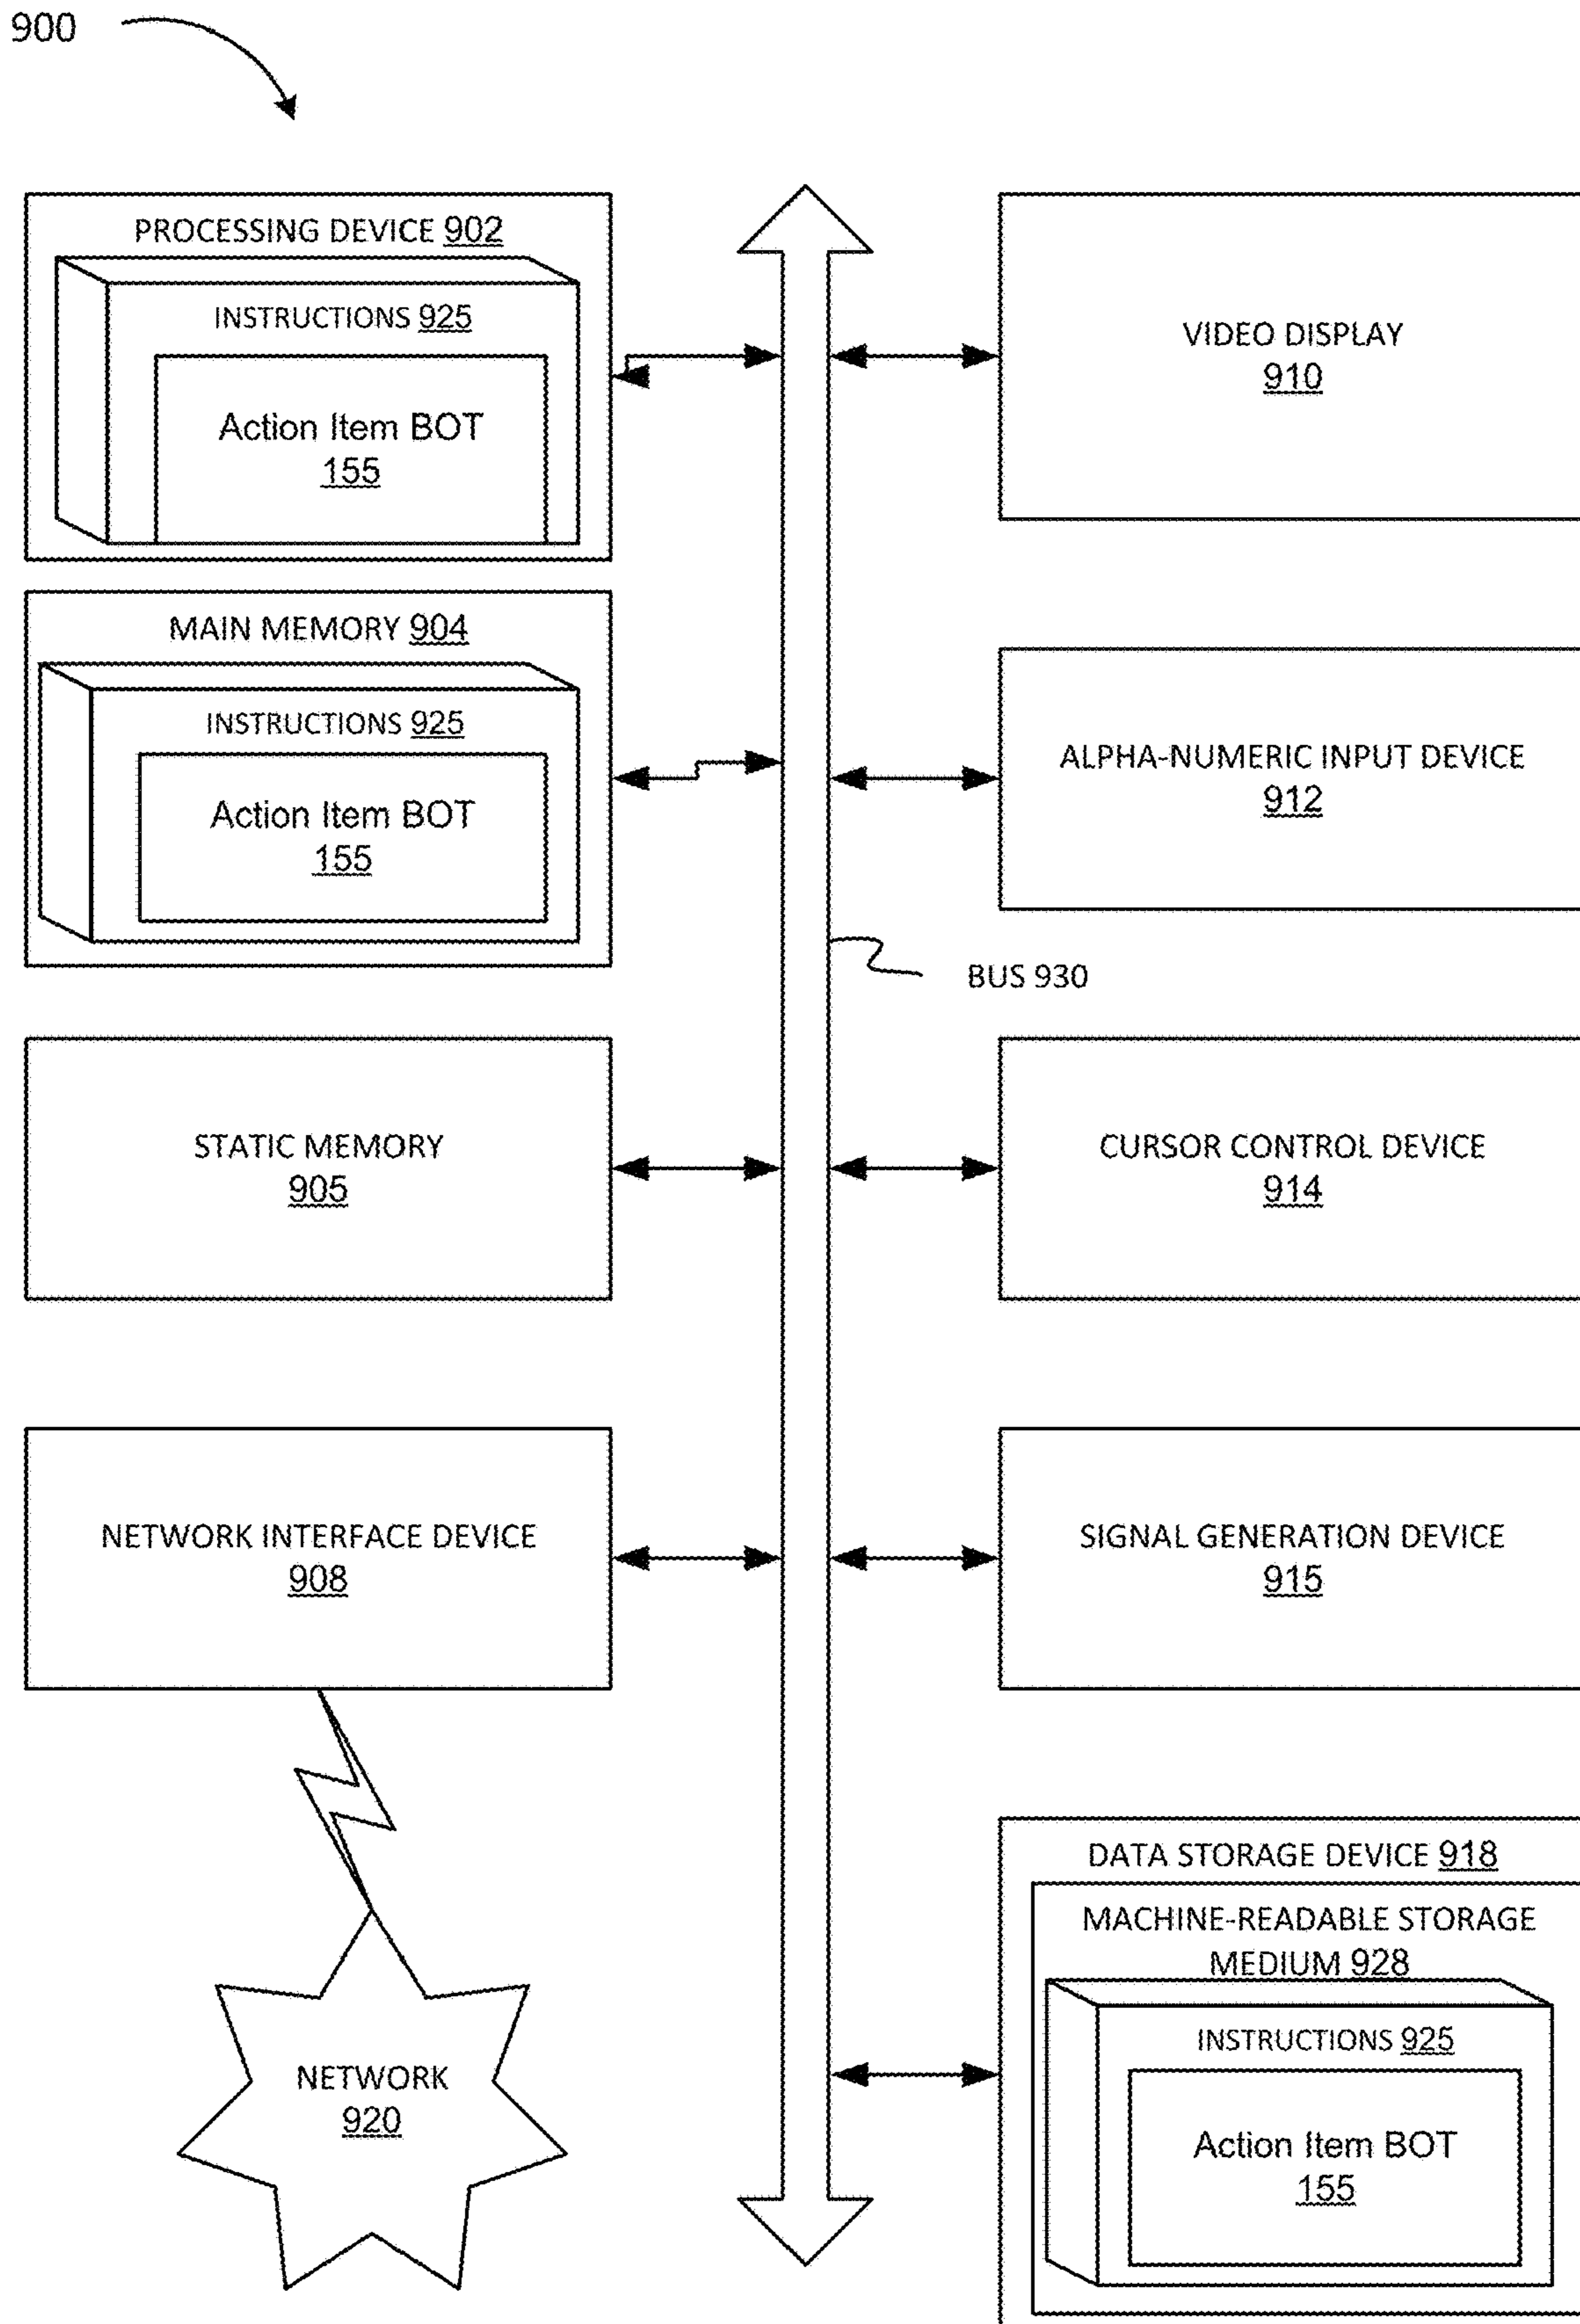 900
PROCESSING DEVICE 902
INSTRUCTIONS 925
Action Item BOT
155
MAIN MEMORY 904
INSTRUCTIONS 925
Action Item BOT
155
STATIC MEMORY
905
NETWORK INTERFACE DEVICE
908
NETWORK
920
VIDEO DISPLAY
910
ALPHA-NUMERIC INPUT DEVICE
912
BUS 930
CURSOR CONTROL DEVICE
914
SIGNAL GENERATION DEVICE
915
DATA STORAGE DEVICE 918
MACHINE-READABLE STORAGE
MEDIUM 928
INSTRUCTIONS 925
Action Item BOT
155